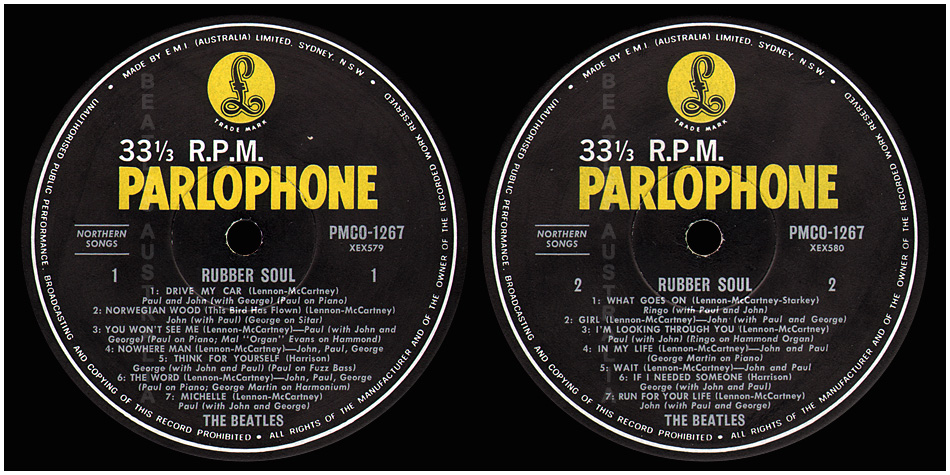 MADE BY E.M.I. (AUSTRALIA) LIMITED, SYDNEY, N.S.W. • UNAUTHORISED PUBLIC PERFORMANCE, BROADCASTING AND COPYING OF THIS RECORD PROHIBITED • ALL RIGHTS OF THE MANUFACTURER AND OF THE OWNER OF THE RECORDED WORK RESERVED
£
TRADE MARK
33⅓ R.P.M.
PARLOPHONE
NORTHERN SONGS
PMCO-1267
XEX579
1 RUBBER SOUL 1
1: DRIVE MY CAR (Lennon-McCartney)
Paul and John (with George) (Paul on Piano)
2: NORWEGIAN WOOD (This Bird Has Flown) (Lennon-McCartney)
John (with Paul) (George on Sitar)
3: YOU WON'T SEE ME (Lennon-McCartney)—Paul (with John and
George) (Paul on Piano; Mal "Organ" Evans on Hammond)
4: NOWHERE MAN (Lennon-McCartney)—John, Paul, George
5: THINK FOR YOURSELF (Harrison)
George (with John and Paul) (Paul on Fuzz Bass)
6: THE WORD (Lennon-McCartney)—John, Paul, George
(Paul on Piano; George Martin on Harmonium)
7: MICHELLE (Lennon-McCartney)
Paul (with John and George)
THE BEATLES
MADE BY E.M.I. (AUSTRALIA) LIMITED, SYDNEY, N.S.W. • UNAUTHORISED PUBLIC PERFORMANCE, BROADCASTING AND COPYING OF THIS RECORD PROHIBITED • ALL RIGHTS OF THE MANUFACTURER AND OF THE OWNER OF THE RECORDED WORK RESERVED
£
TRADE MARK
33⅓ R.P.M.
PARLOPHONE
NORTHERN SONGS
PMCO-1267
XEX580
2 RUBBER SOUL 2
1: WHAT GOES ON (Lennon-McCartney-Starkey)
Ringo (with Paul and John)
2: GIRL (Lennon-McCartney)—John (with Paul and George)
3: I'M LOOKING THROUGH YOU (Lennon-McCartney)
Paul (with John) (Ringo on Hammond Organ)
4: IN MY LIFE (Lennon-McCartney)—John and Paul
(George Martin on Piano)
5: WAIT (Lennon-McCartney)—John and Paul
6: IF I NEEDED SOMEONE (Harrison)
George (with John and Paul)
7: RUN FOR YOUR LIFE (Lennon-McCartney)
John (with Paul and George)
THE BEATLES